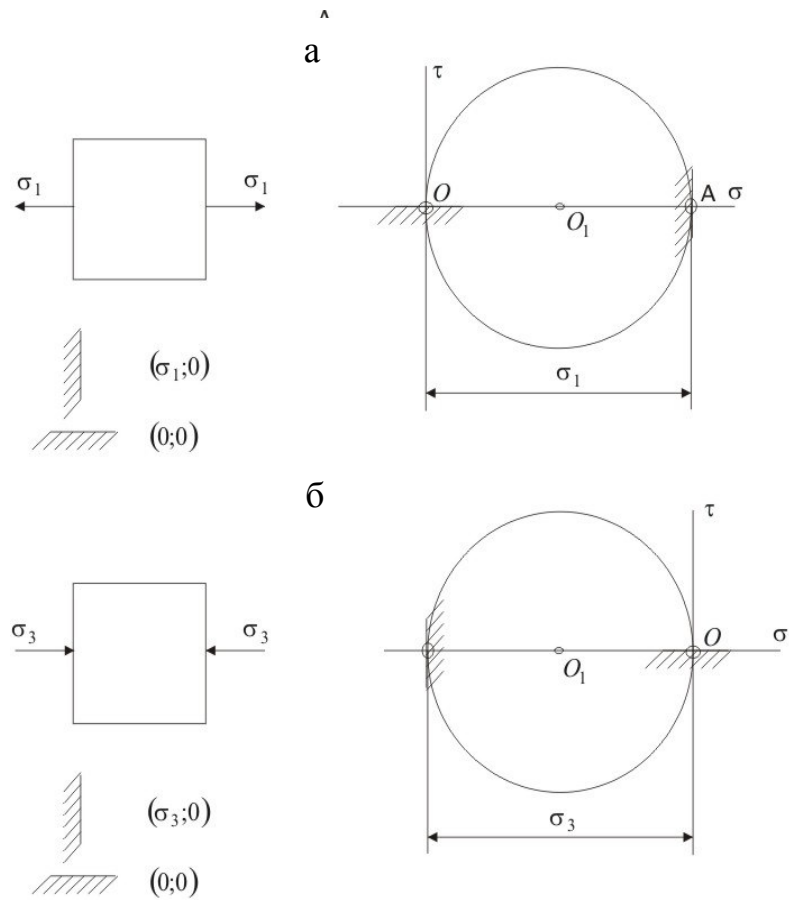 А
а
τ
σ₁ σ₁
O A σ
O₁
(σ₁;0)
σ₁
(0;0)
б
τ
σ₃ σ₃
O σ
O₁
(σ₃;0)
σ₃
(0;0)